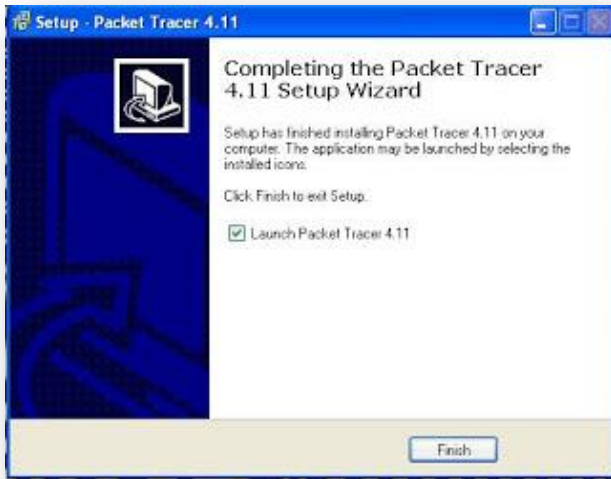 Setup - Packet Tracer 4.11
Completing the Packet Tracer
4.11 Setup Wizard
Setup has finished installing Packet Tracer 4.11 on your
computer. The application may be launched by selecting the
installed icons.
Click Finish to exit Setup.
Launch Packet Tracer 4.11
Finish